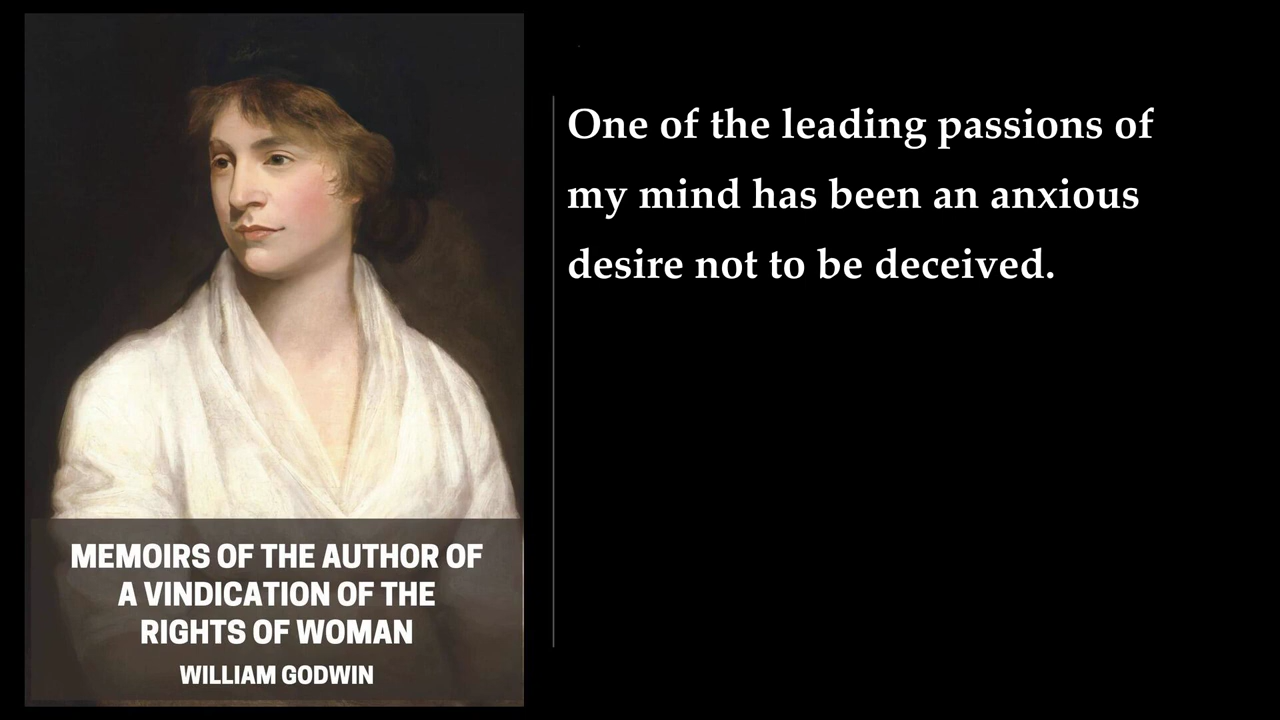 One of the leading passions of
my mind has been an anxious
desire not to be deceived.
MEMOIRS OF THE AUTHOR OF
A VINDICATION OF THE
RIGHTS OF WOMAN
WILLIAM GODWIN